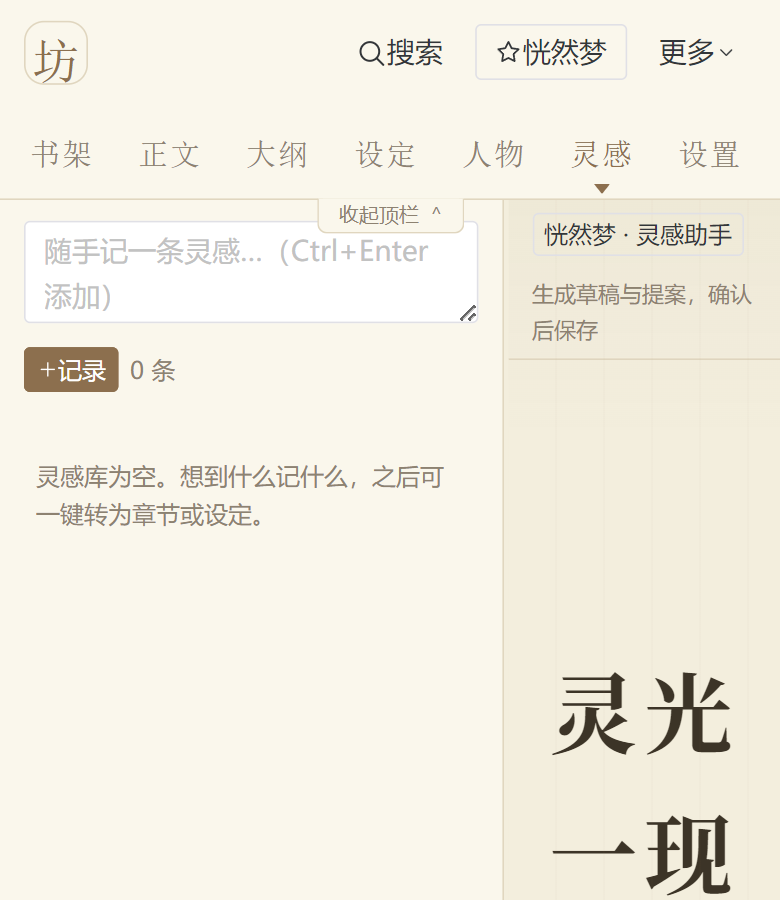 坊
搜索
恍然梦
更多
书架 正文 大纲 设定 人物 灵感 设置
收起顶栏 ^
随手记一条灵感...（Ctrl+Enter
添加）
+记录 0 条
灵感库为空。想到什么记什么，之后可
一键转为章节或设定。
恍然梦 · 灵感助手
生成草稿与提案，确认
后保存
灵光
一现